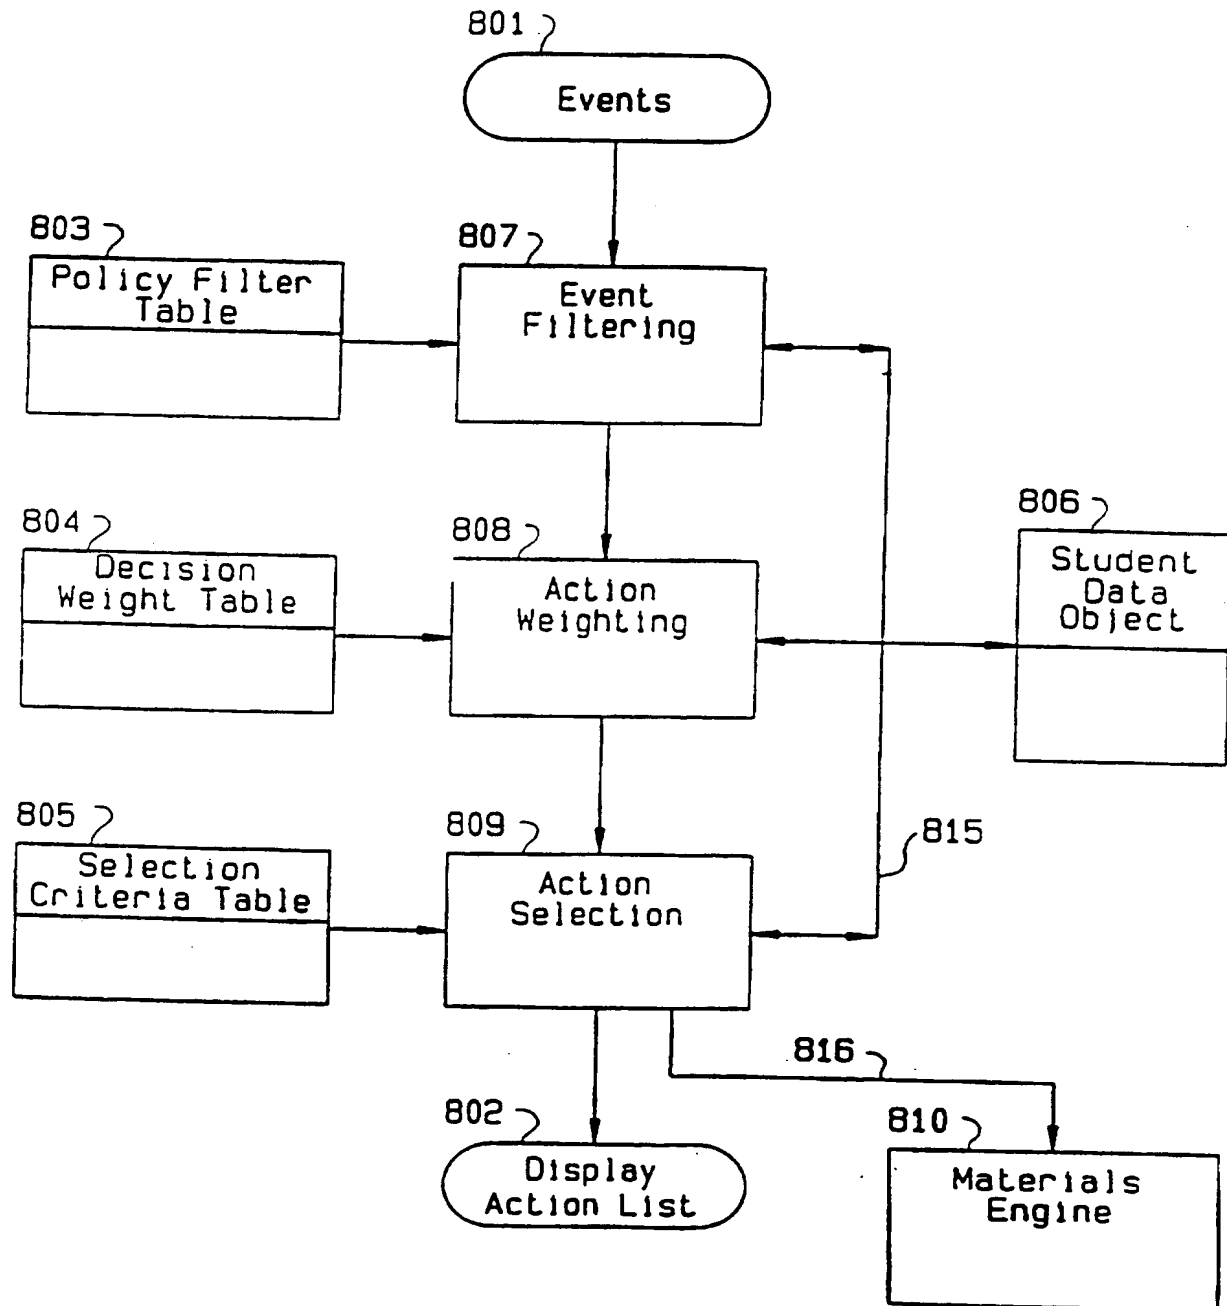 801
Events
803
Policy Filter
Table
807
Event
Filtering
804
Decision
Weight Table
808
Action
Weighting
806
Student
Data
Object
805
Selection
Criteria Table
809
Action
Selection
815
816
802
Display
Action List
810
Materials
Engine